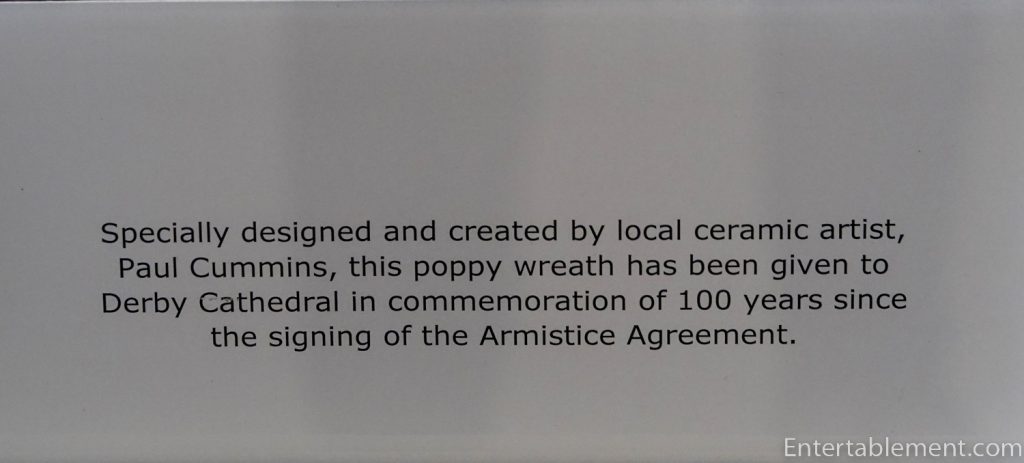 Specially designed and created by local ceramic artist,
Paul Cummins, this poppy wreath has been given to
Derby Cathedral in commemoration of 100 years since
the signing of the Armistice Agreement.
Entertablement.com